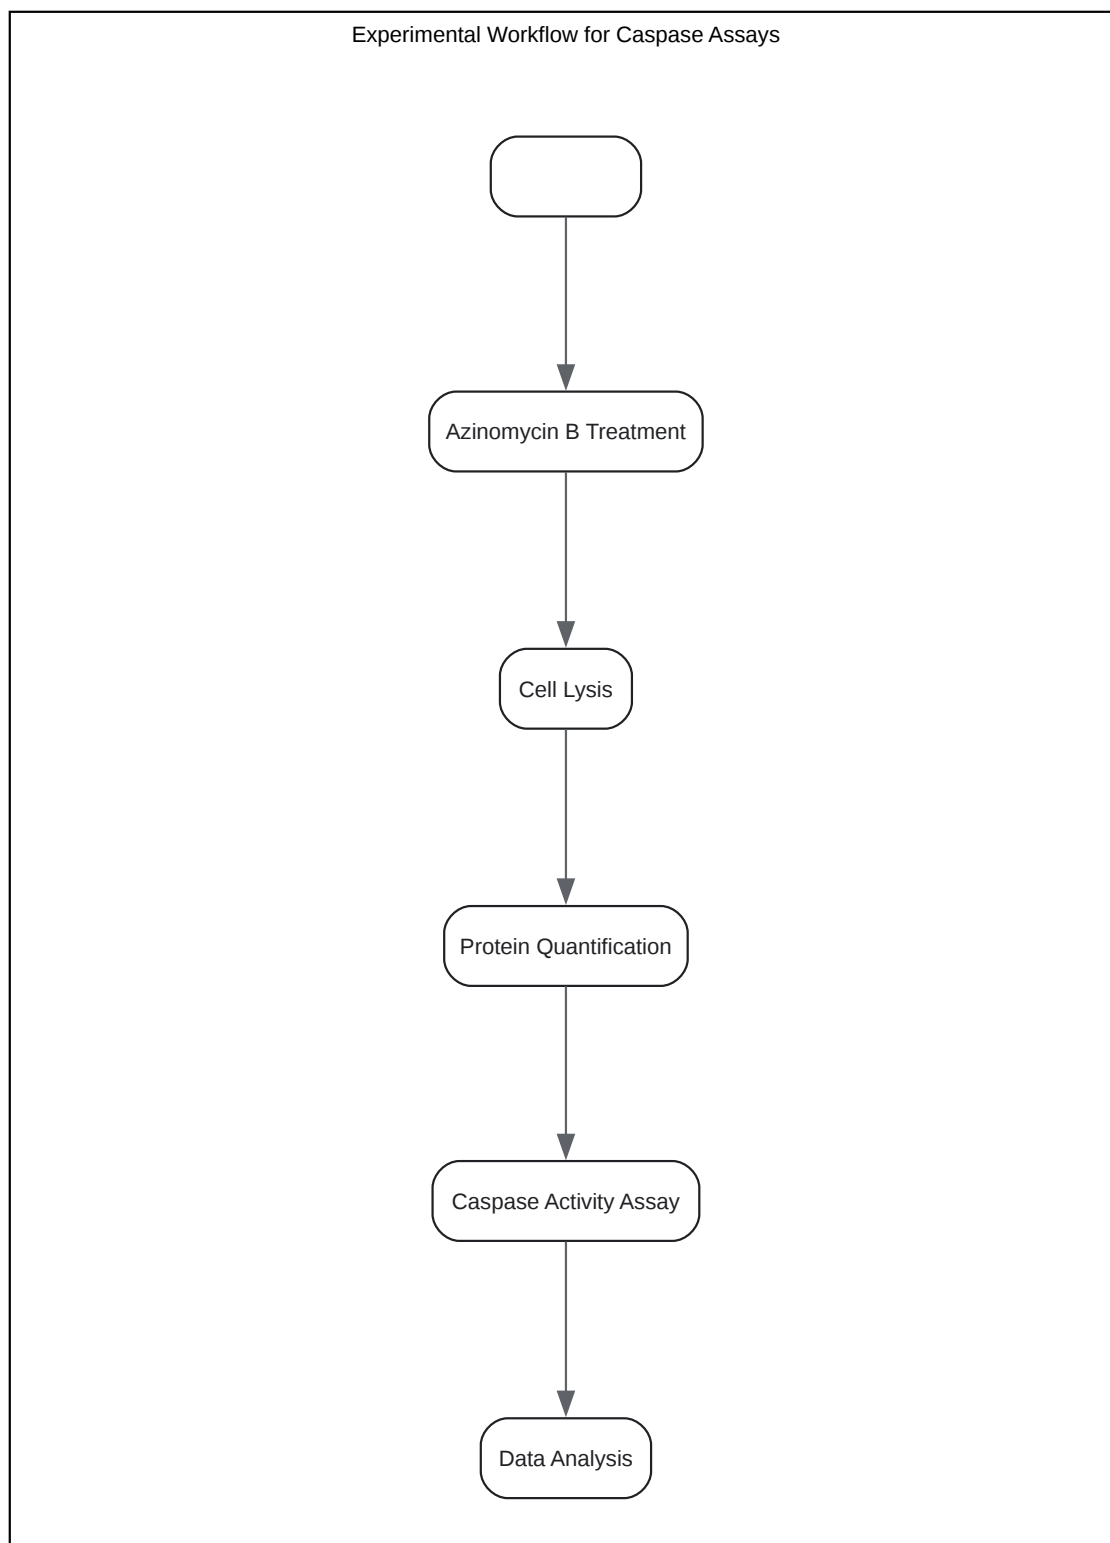 Experimental Workflow for Caspase Assays
Azinomycin B Treatment
Cell Lysis
Protein Quantification
Caspase Activity Assay
Data Analysis